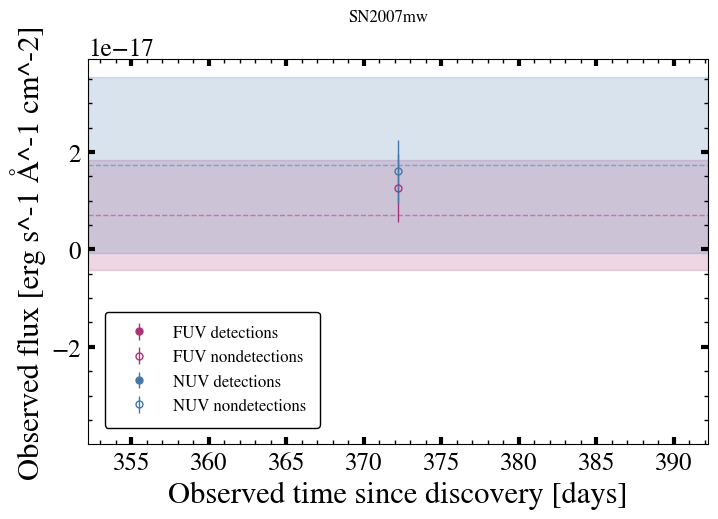 SN2007mw
1e−17
Observed flux [erg s^-1 Å^-1 cm^-2]
2
0
−2
FUV detections
FUV nondetections
NUV detections
NUV nondetections
355 360 365 370 375 380 385 390
Observed time since discovery [days]